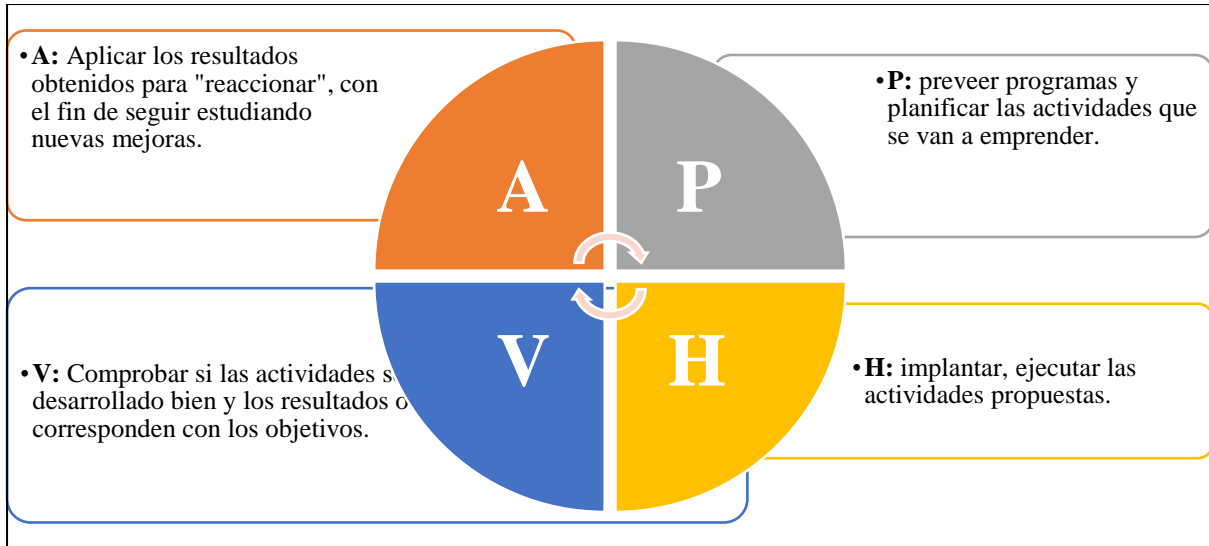 •A: Aplicar los resultados
obtenidos para "reaccionar", con
el fin de seguir estudiando
nuevas mejoras.
•P: preveer programas y
planificar las actividades que
se van a emprender.
A
P
V
H
•V: Comprobar si las actividades
desarrollado bien y los resultados
corresponden con los objetivos.
•H: implantar, ejecutar las
actividades propuestas.